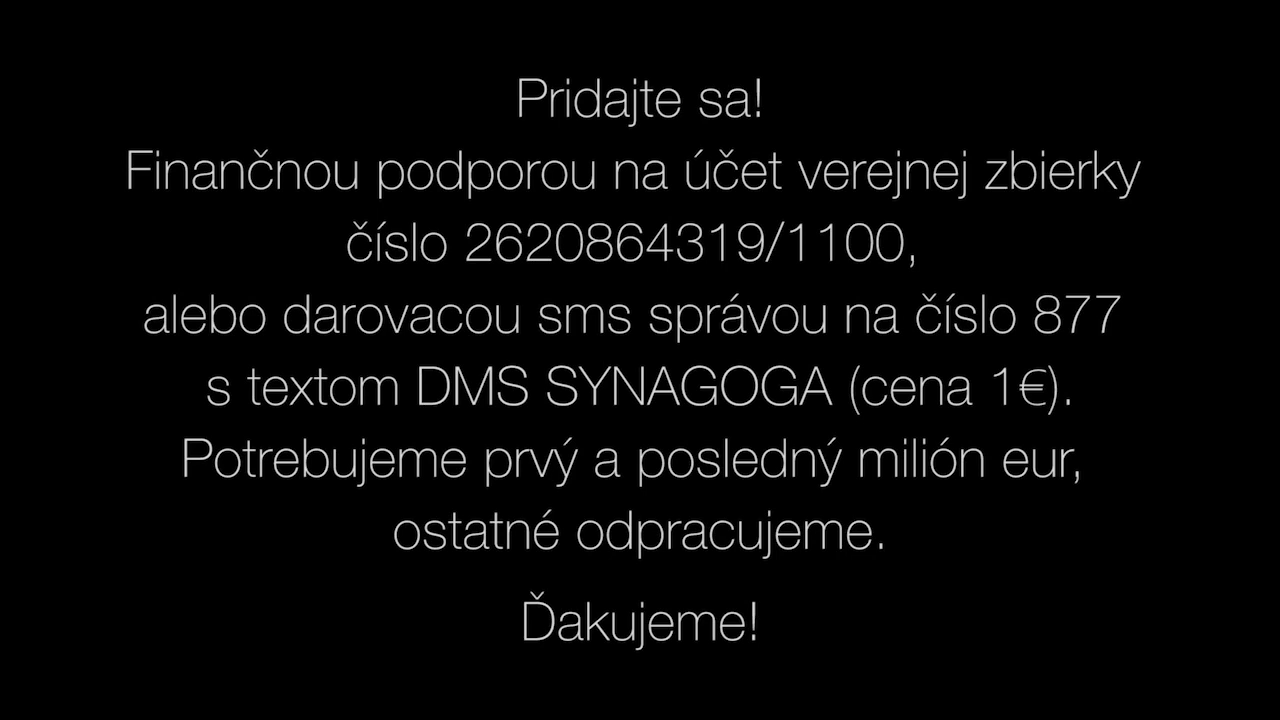 Pridajte sa!
Finančnou podporou na účet verejnej zbierky
číslo 2620864319/1100,
alebo darovacou sms správou na číslo 877
s textom DMS SYNAGOGA (cena 1€).
Potrebujeme prvý a posledný milión eur,
ostatné odpracujeme.
Ďakujeme!